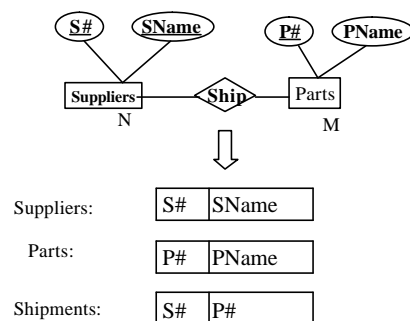 S# SName P# PName
Suppliers Ship Parts
N M
Suppliers: S# SName
Parts: P# PName
Shipments: S# P#